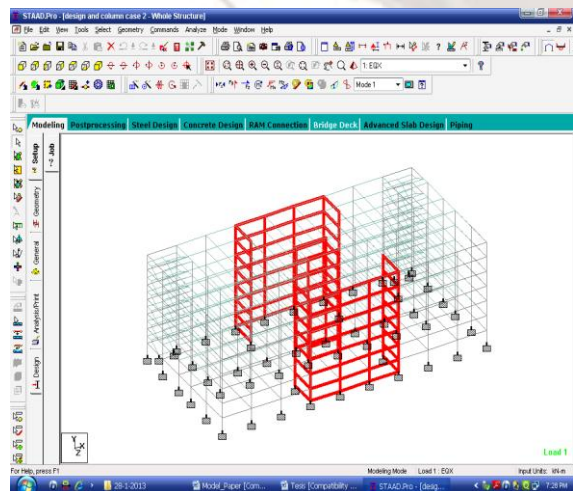 STAAD.Pro - [design and column case 2 - Whole Structure]
File Edit View Tools Select Geometry Commands Analyze Mode Window Help
1: EQX
Mode 1
Modeling Postprocessing Steel Design Concrete Design RAM Connection Bridge Deck Advanced Slab Design Piping
Setup
Job
Geometry
General
Analysis/Print
Design
Y
X
Z
Load 1
For Help, press F1
Modeling Mode Load 1 : EQX Input Units: kN-m
28-1-2013 Model_Paper [Com... Tess [Compatibility ... STAAD.Pro - [desig... 7:28 PM